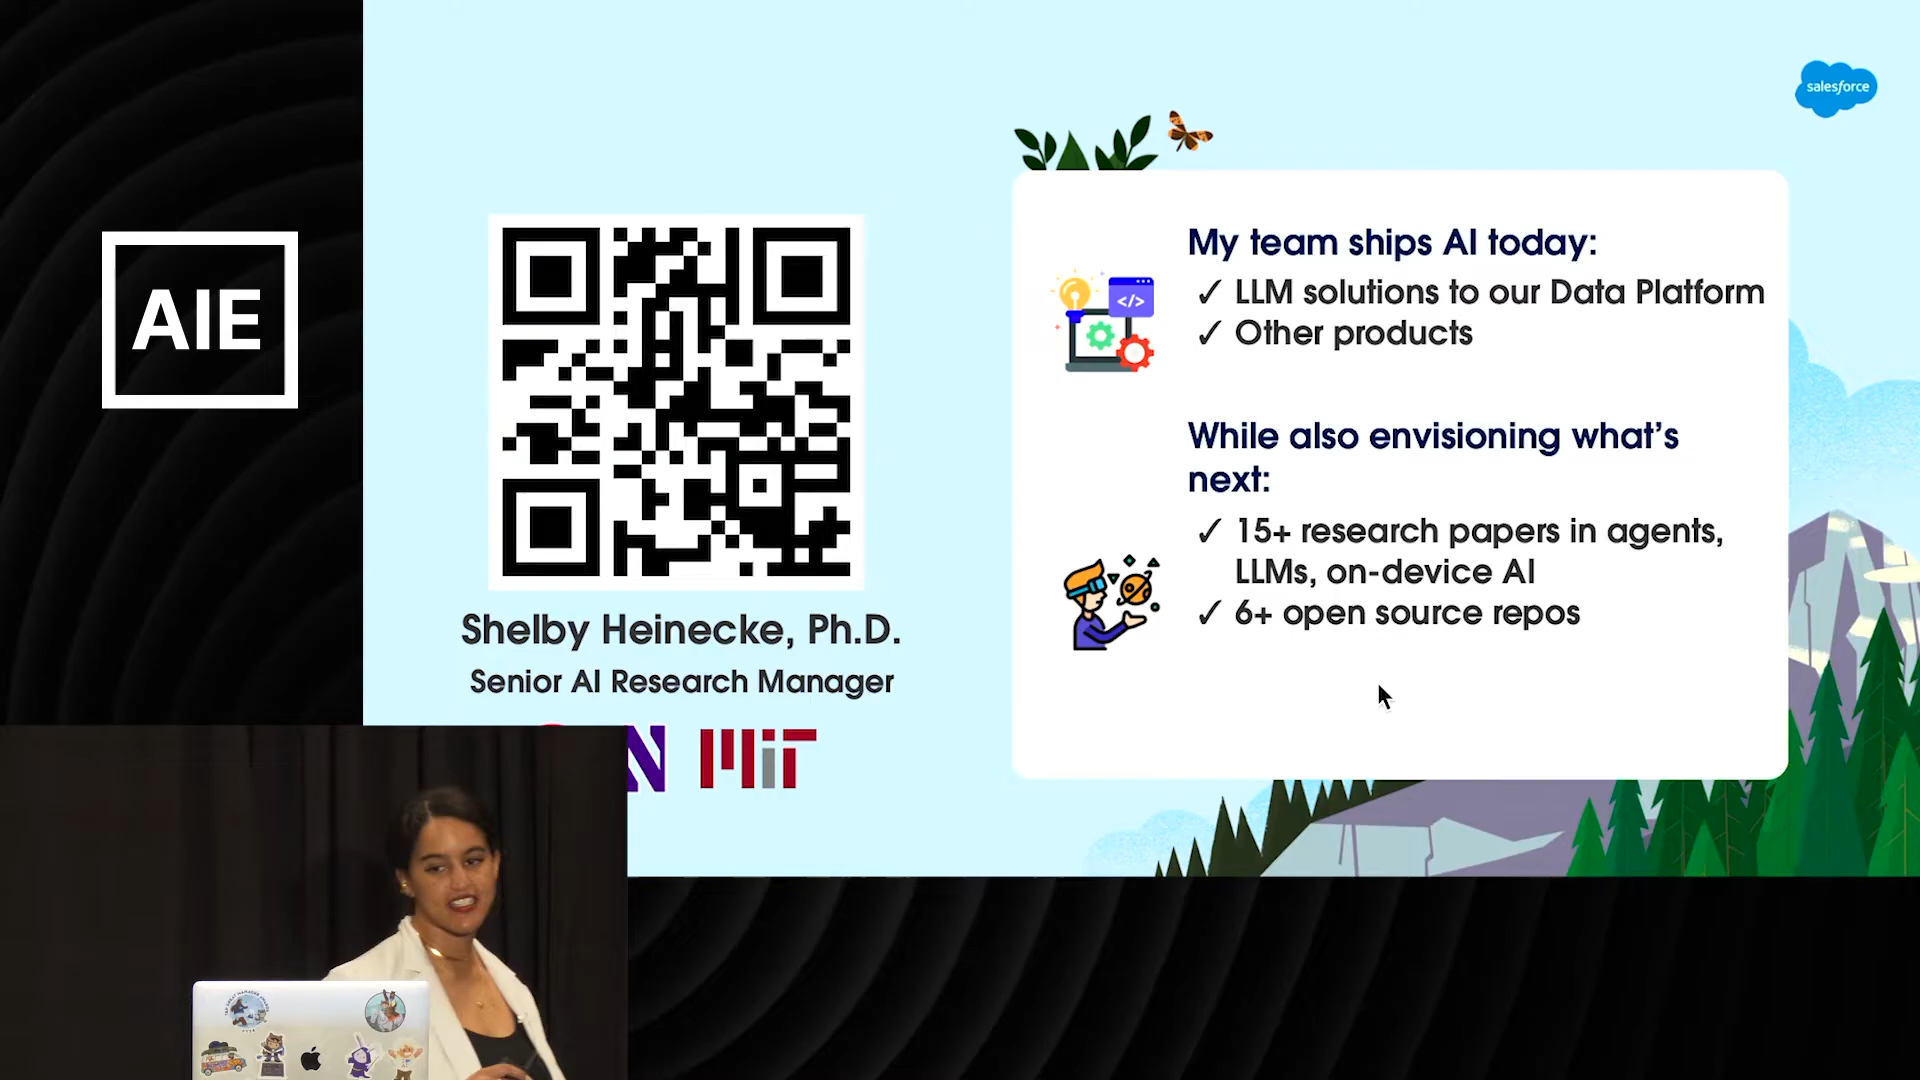 AIE
salesforce
My team ships AI today:
✓ LLM solutions to our Data Platform
✓ Other products
While also envisioning what's
next:
✓ 15+ research papers in agents,
LLMs, on-device AI
✓ 6+ open source repos
</>
Shelby Heinecke, Ph.D.
Senior AI Research Manager
N
MIT